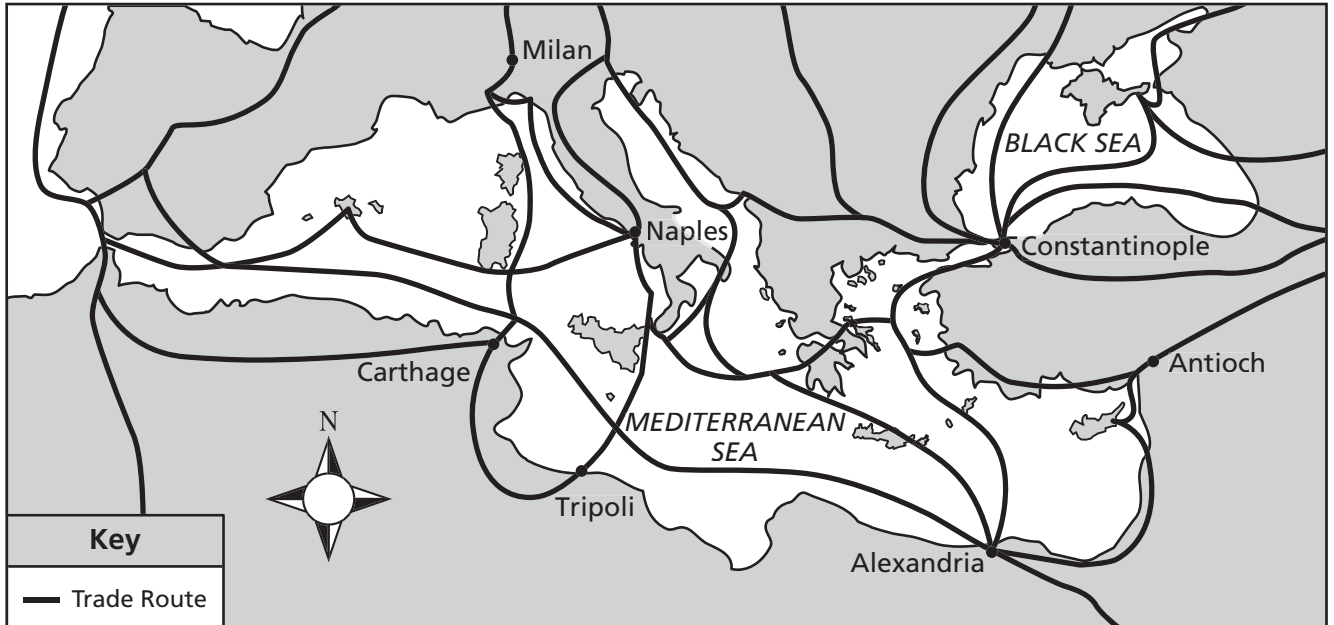 Milan
BLACK SEA
Naples
Constantinople
Carthage
Antioch
N
MEDITERRANEAN
SEA
Tripoli
Alexandria
Key
Trade Route